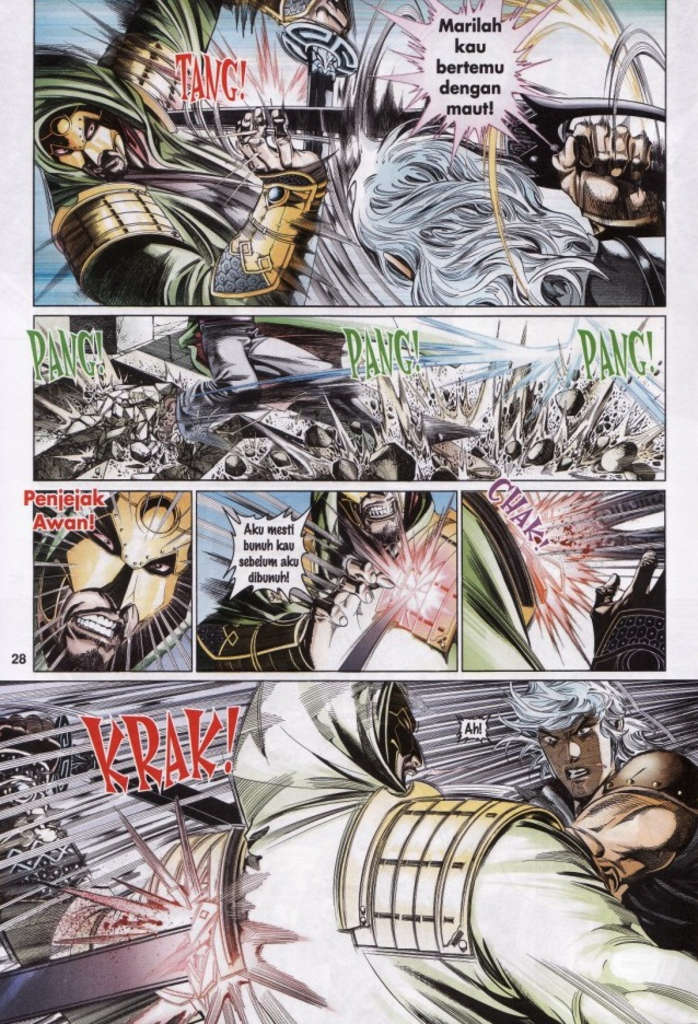 TANG!
Marilah
kau
bertemu
dengan
maut!
PANG!
PANG!
PANG!
Penjejak
Awan!
Aku mesti
bunuh kau
sebelum aku
dibunuh!
CHAK!
28
KRAK!
Ah!